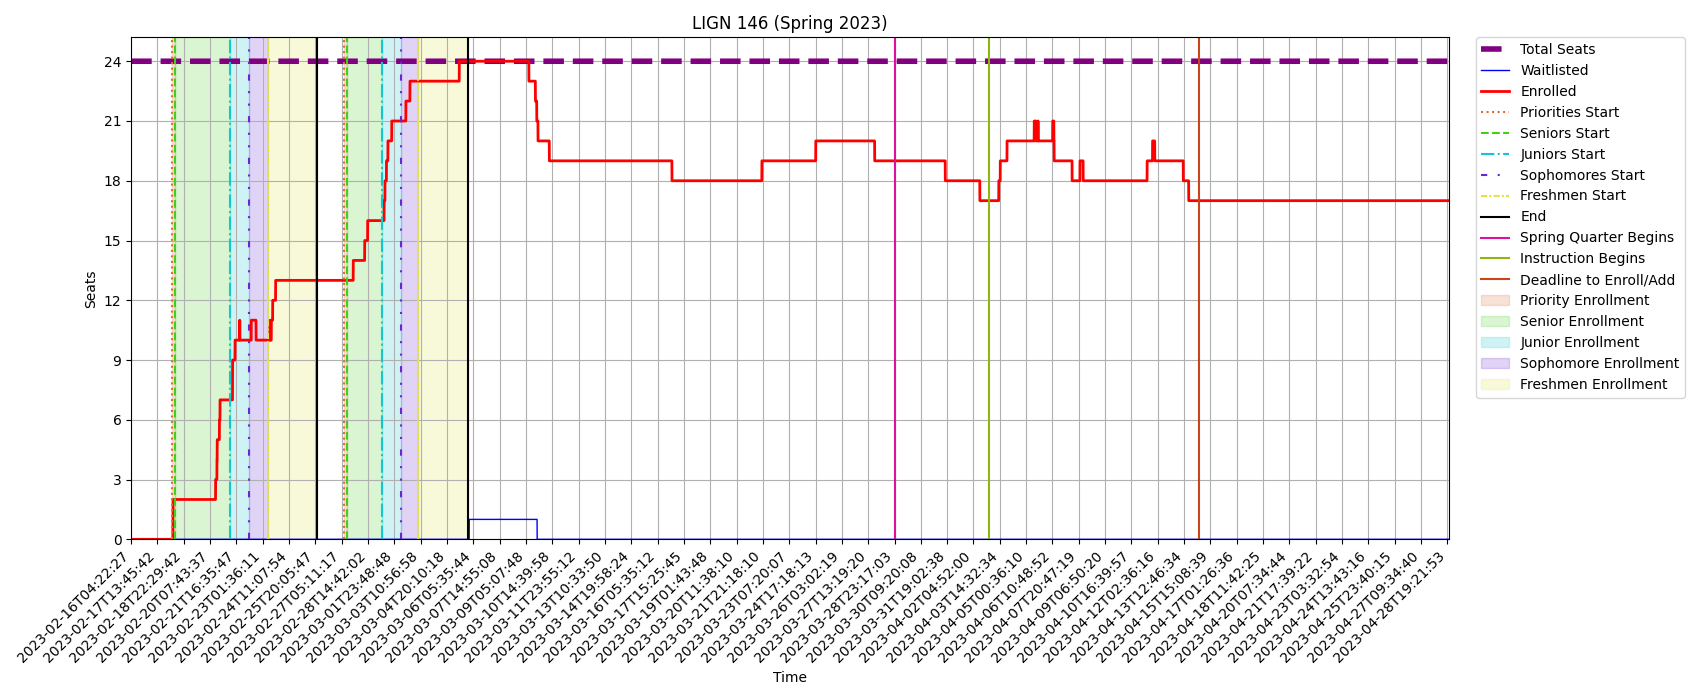 LIGN 146 (Spring 2023)
Seats
24
21
18
15
12
9
6
3
0
2023-02-16T04:22:27
2023-02-17T13:45:42
2023-02-18T22:29:42
2023-02-20T07:43:37
2023-02-21T16:35:47
2023-02-23T01:36:11
2023-02-24T11:07:54
2023-02-25T20:05:47
2023-02-27T05:11:17
2023-02-28T14:42:02
2023-03-01T23:48:48
2023-03-03T10:56:58
2023-03-04T20:10:18
2023-03-06T05:35:44
2023-03-07T14:55:08
2023-03-09T05:07:48
2023-03-10T14:39:58
2023-03-11T23:55:12
2023-03-13T10:33:50
2023-03-14T19:58:24
2023-03-16T05:35:12
2023-03-17T15:25:45
2023-03-19T01:43:48
2023-03-20T11:38:10
2023-03-21T21:18:10
2023-03-23T07:20:07
2023-03-24T17:18:13
2023-03-26T03:02:19
2023-03-27T13:19:20
2023-03-28T23:17:03
2023-03-30T09:20:08
2023-03-31T19:02:38
2023-04-02T04:52:00
2023-04-03T14:32:34
2023-04-05T00:36:10
2023-04-06T10:48:52
2023-04-07T20:47:19
2023-04-09T06:50:20
2023-04-10T16:39:57
2023-04-12T02:36:16
2023-04-13T12:46:34
2023-04-15T15:08:39
2023-04-17T01:26:36
2023-04-18T11:42:25
2023-04-20T07:34:44
2023-04-21T17:39:22
2023-04-23T03:32:54
2023-04-24T13:43:16
2023-04-25T23:40:15
2023-04-27T09:34:40
2023-04-28T19:21:53
Time
Total Seats
Waitlisted
Enrolled
Priorities Start
Seniors Start
Juniors Start
Sophomores Start
Freshmen Start
End
Spring Quarter Begins
Instruction Begins
Deadline to Enroll/Add
Priority Enrollment
Senior Enrollment
Junior Enrollment
Sophomore Enrollment
Freshmen Enrollment